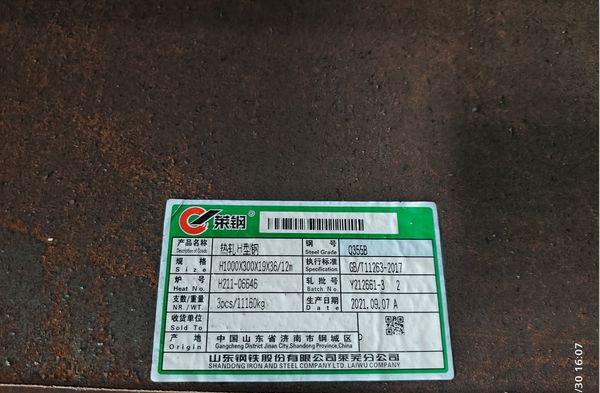 莱钢®
产品名称 Description of Goods 热轧H型钢 钢号 Steel Grade Q355B
规格 Size H1000X300X19X36/12m 执行标准 Specification GB/T11263-2017
炉号 Heat No. H211-06646 轧批号 Batch No. Y212661-3 2
支数/重量 NR./WT. 3pcs/11160kg 生产日期 Date 2021.09.07 A
收货单位 Sold To
产地 Origin 中国山东省济南市钢城区
Gangcheng District Jinan City,Shandong Province,China
山东钢铁股份有限公司莱芜分公司
SHANDONG IRON AND STEEL COMPANY LTD. LAIWU COMPANY
/30 16:07